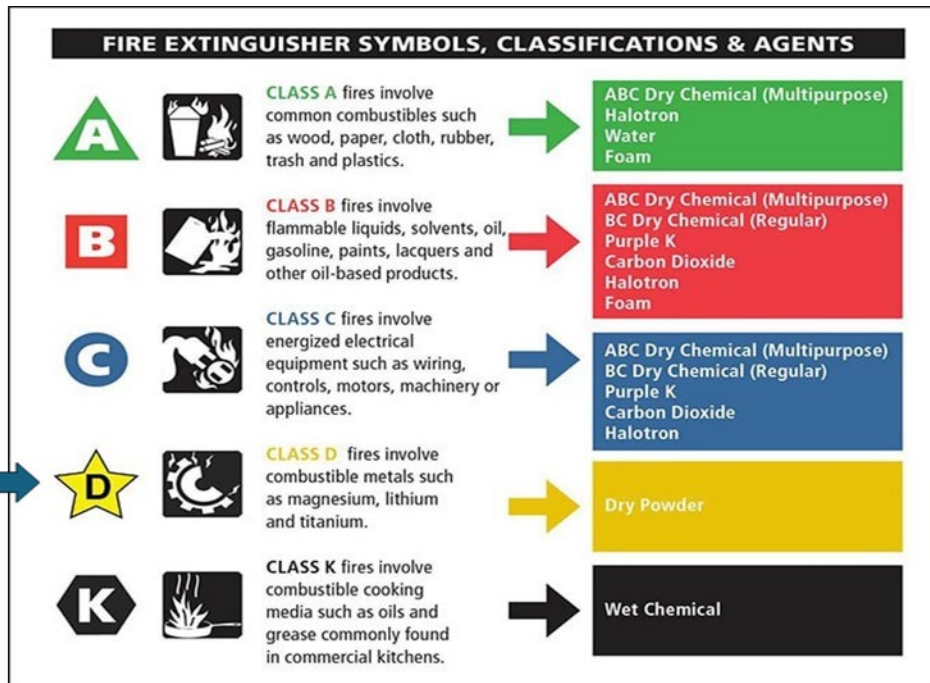 FIRE EXTINGUISHER SYMBOLS, CLASSIFICATIONS & AGENTS
A
CLASS A fires involve
common combustibles such
as wood, paper, cloth, rubber,
trash and plastics.
ABC Dry Chemical (Multipurpose)
Halotron
Water
Foam
B
CLASS B fires involve
flammable liquids, solvents, oil,
gasoline, paints, lacquers and
other oil-based products.
ABC Dry Chemical (Multipurpose)
BC Dry Chemical (Regular)
Purple K
Carbon Dioxide
Halotron
Foam
C
CLASS C fires involve
energized electrical
equipment such as wiring,
controls, motors, machinery or
appliances.
ABC Dry Chemical (Multipurpose)
BC Dry Chemical (Regular)
Purple K
Carbon Dioxide
Halotron
D
CLASS D fires involve
combustible metals such
as magnesium, lithium
and titanium.
Dry Powder
K
CLASS K fires involve
combustible cooking
media such as oils and
grease commonly found
in commercial kitchens.
Wet Chemical